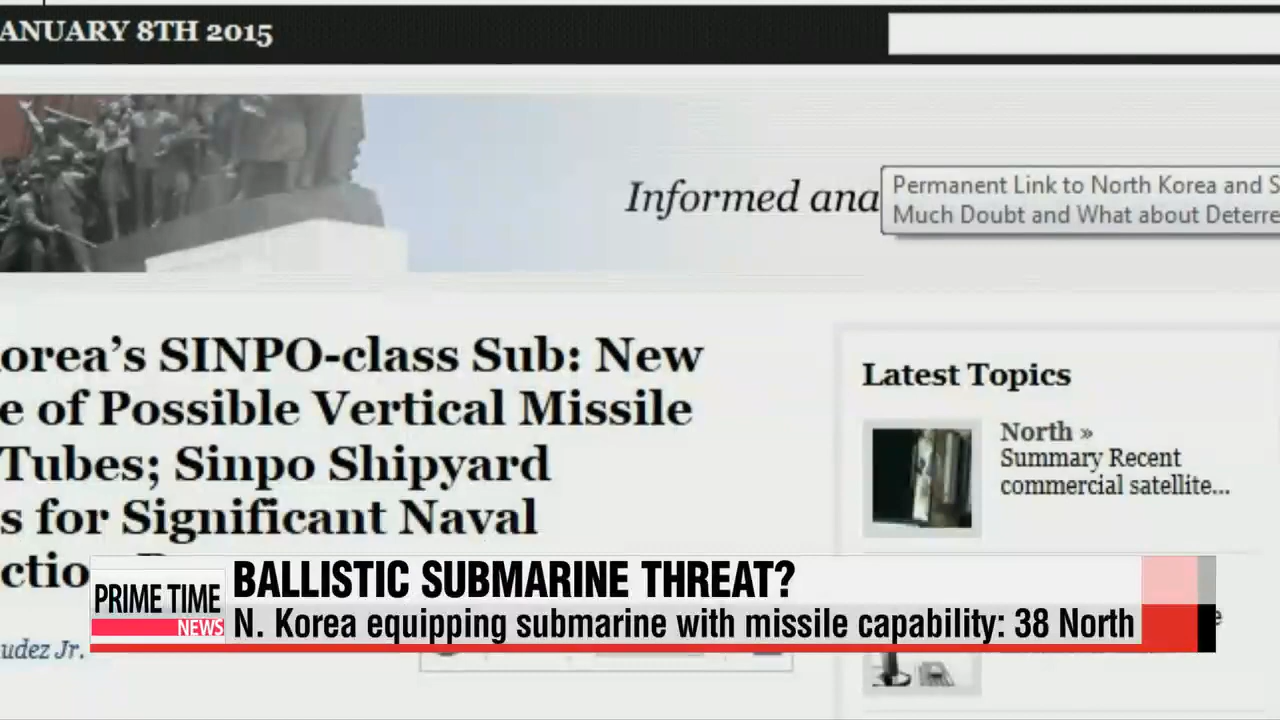 ANUARY 8TH 2015
Informed ana
Permanent Link to North Korea and S
Much Doubt and What about Deterre
orea's SINPO-class Sub: New
e of Possible Vertical Missile
Tubes; Sinpo Shipyard
s for Significant Naval
ctio
udez Jr.
Latest Topics
North »
Summary Recent
commercial satellite...
e
PRIME TIME
NEWS
BALLISTIC SUBMARINE THREAT?
N. Korea equipping submarine with missile capability: 38 North